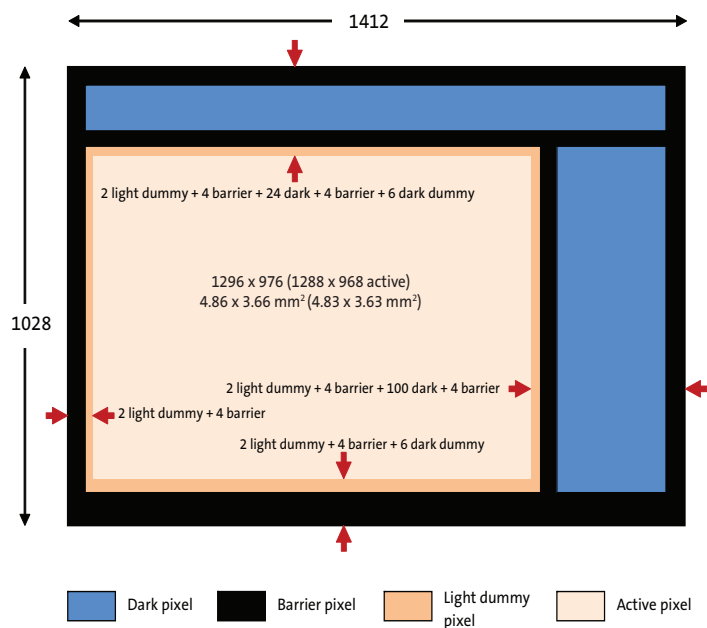 1412
2 light dummy + 4 barrier + 24 dark + 4 barrier + 6 dark dummy
1296 x 976 (1288 x 968 active)
4.86 x 3.66 mm² (4.83 x 3.63 mm²)
1028
2 light dummy + 4 barrier + 100 dark + 4 barrier
2 light dummy + 4 barrier
2 light dummy + 4 barrier + 6 dark dummy
Dark pixel
Barrier pixel
Light dummy
pixel
Active pixel